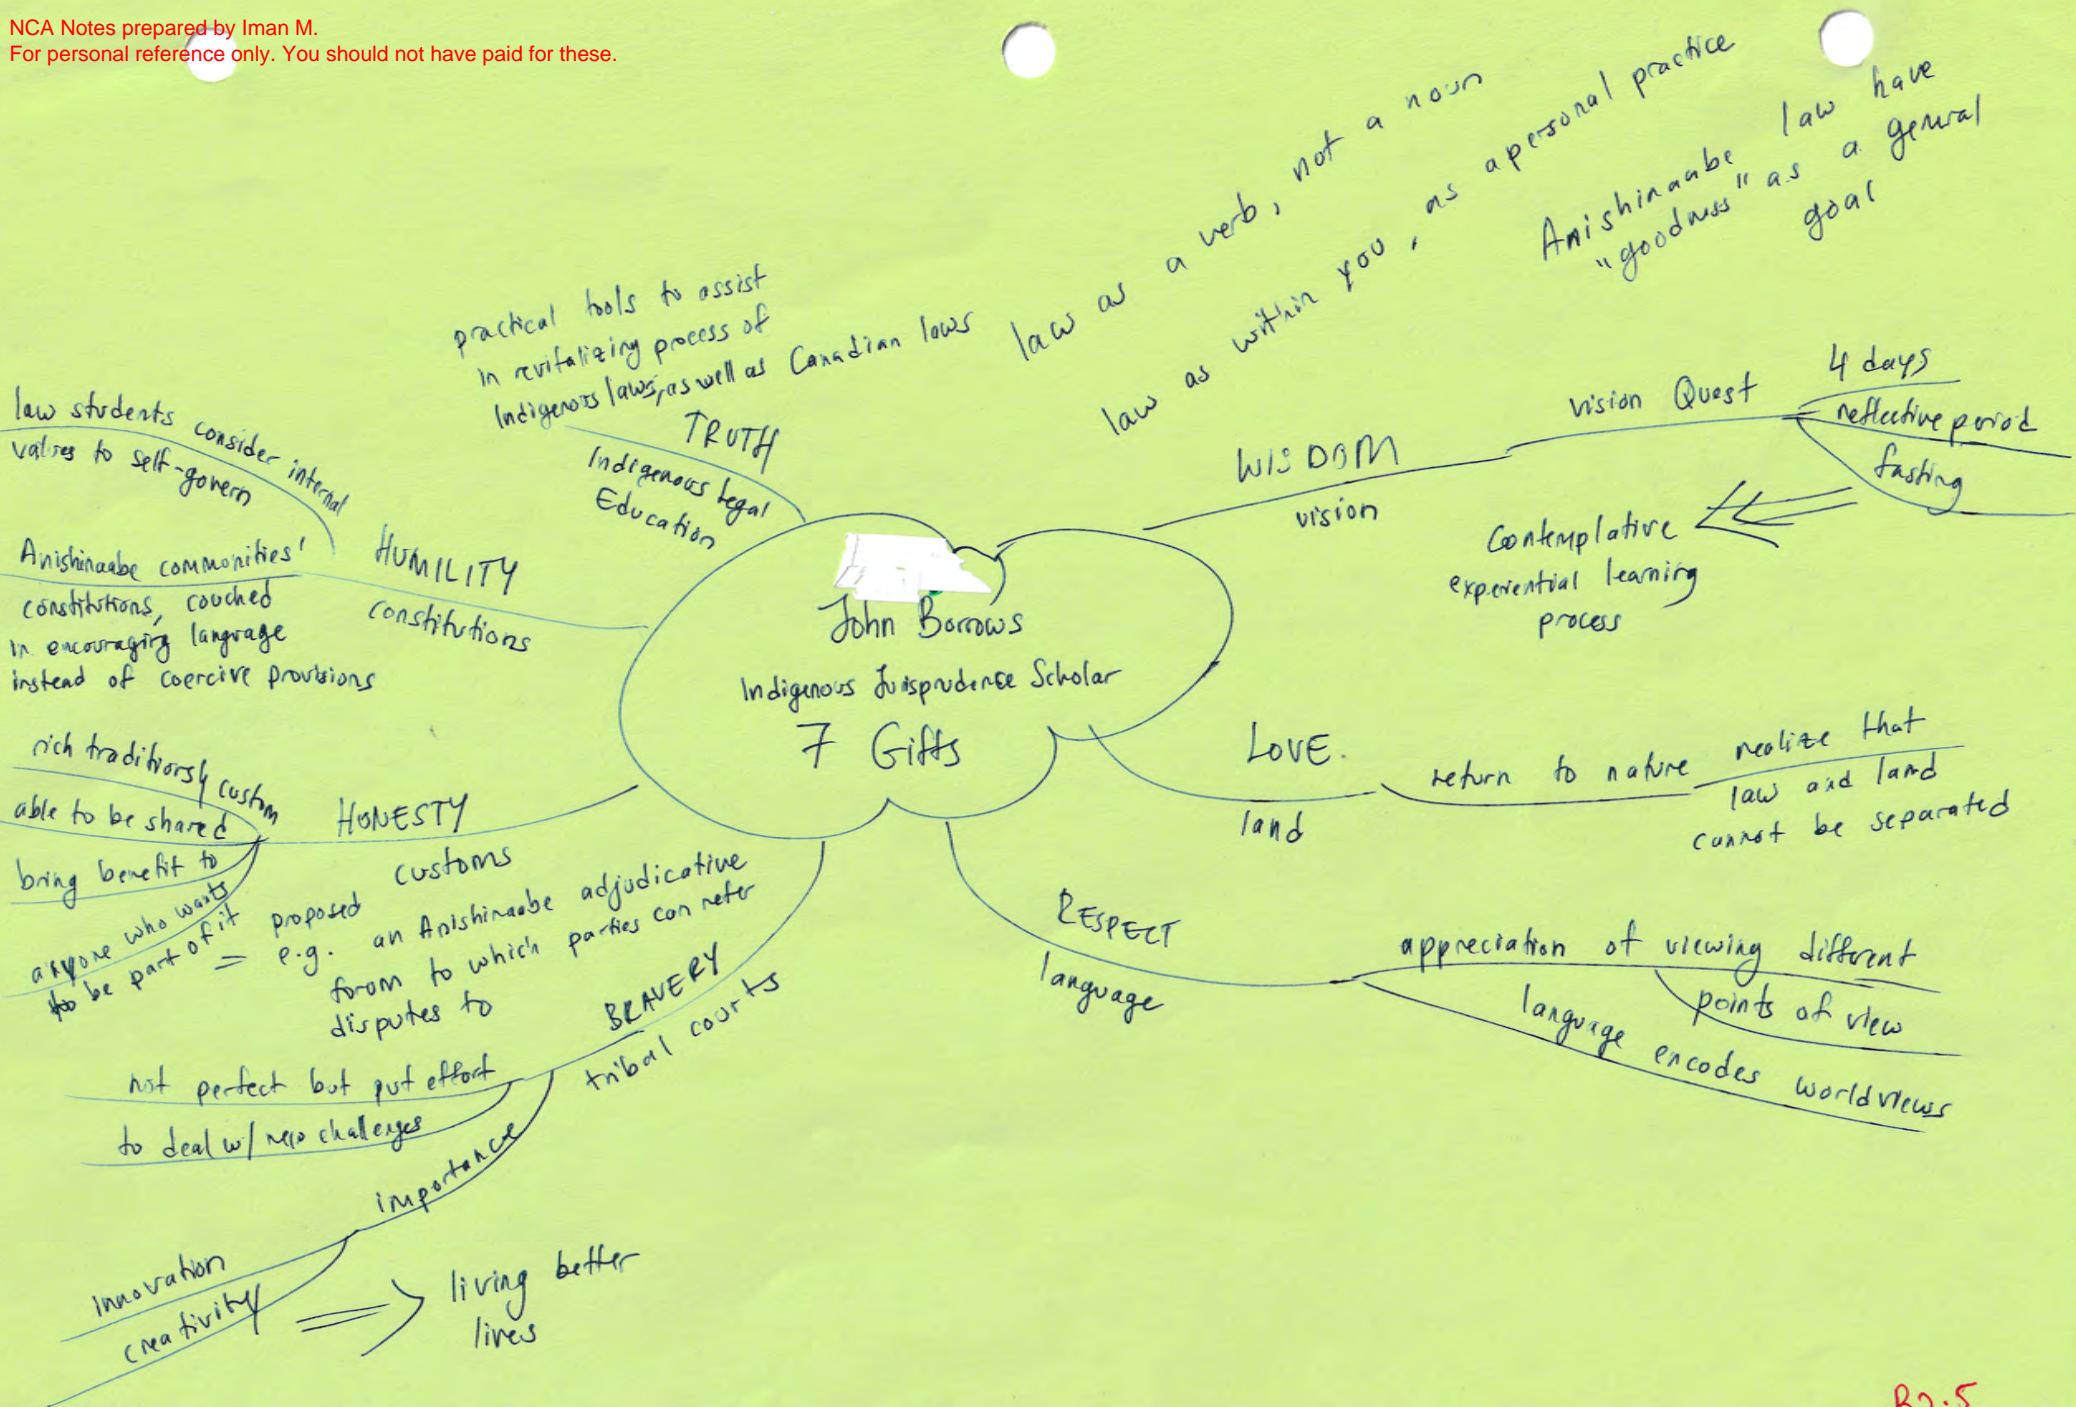 NCA Notes prepared by Iman M.
For personal reference only. You should not have paid for these.
John Borrows
Indigenous Jurisprudence Scholar
7 Gifts
law as a verb, not a noun
law as within you, as a personal practice
Anishinaabe law have
"goodness" as a general
goal
WISDOM
vision
vision Quest
4 days
reflective period
fasting
Contemplative
experential learning
process
LOVE.
land
return to nature
realize that
law and land
cannot be separated
RESPECT
language
appreciation of viewing different
points of view
language encodes worldviews
BRAVERY
tribal courts
= proposed
e.g. an Anishinaabe adjudicative
forom to which parties can refer
disputes to
not perfect but put effort
to deal w/ new challenges
importance
innovation
creativity
living better
lives
HONESTY
customs
rich traditions & custom
able to be shared
bring benefit to
anyone who wants
to be part of it
HUMILITY
constitutions
law students consider internal
values to self-govern
Anishinaabe communities'
constitutions, couched
in encouraging language
instead of coercive provisions
TRUTH
Indigenous Legal
Education
practical tools to assist
in revitalizing process of
Indigenous laws, as well as Canadian laws
R2.5